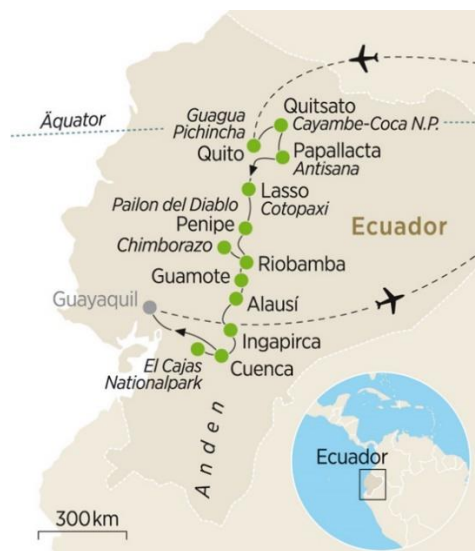 Äquator
Guagua
Pichincha
Quito
Quitsato
Cayambe-Coca N.P.
Papallacta
Antisana
Lasso
Cotopaxi
Pailon del Diablo
Penipe
Ecuador
Chimborazo
Riobamba
Guamote
Guayaquil
Alausí
Ingapirca
El Cajas
Nationalpark
Cuenca
Anden
Ecuador
300 km